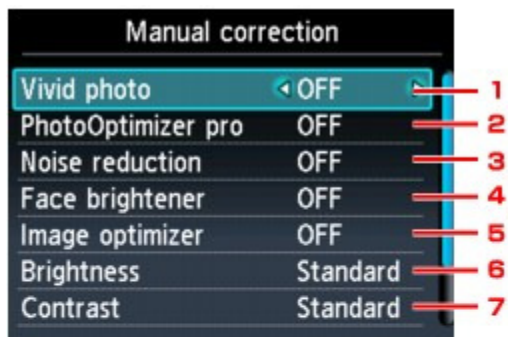 Manual correction
Vivid photo OFF 1
PhotoOptimizer pro OFF 2
Noise reduction OFF 3
Face brightener OFF 4
Image optimizer OFF 5
Brightness Standard 6
Contrast Standard 7